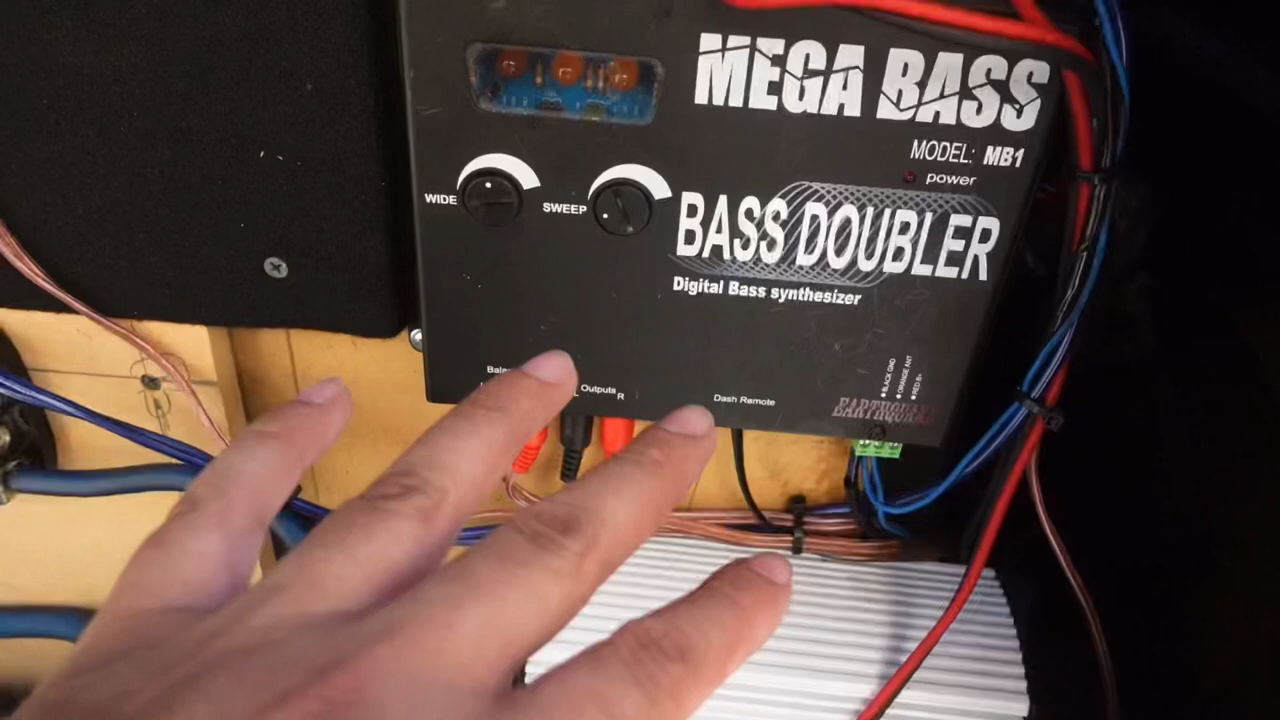 MEGA BASS
MODEL: MB1
power
WIDE
SWEEP
BASS DOUBLER
Digital Bass synthesizer
Outputs
L
R
Dash Remote
BLACK GND
ORANGE ANT
RED B+
EARTHQUAKE